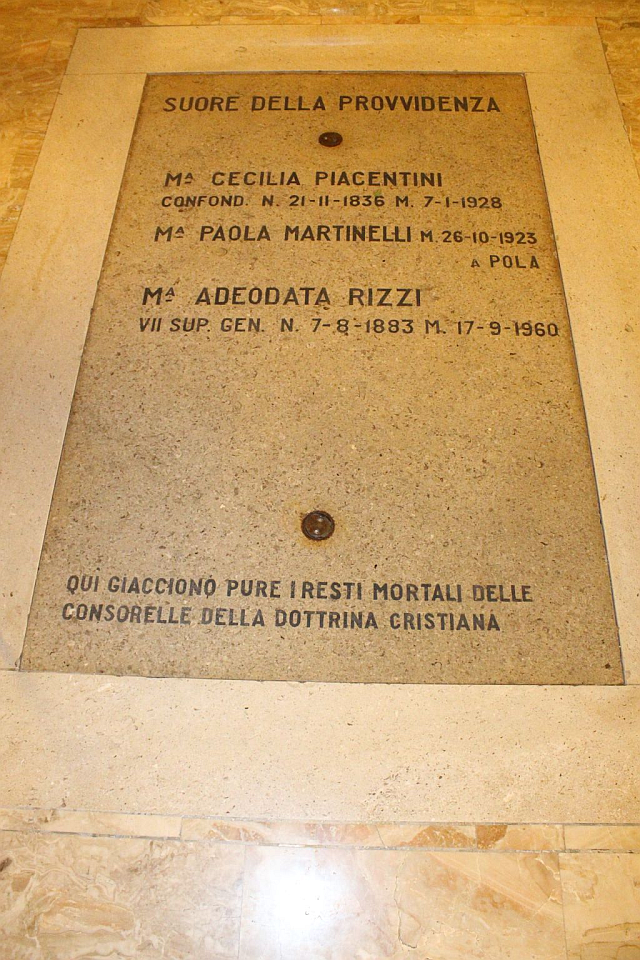 SUORE DELLA PROVVIDENZA
Mᴬ CECILIA PIACENTINI
CONFOND. N. 21-11-1836 M. 7-1-1928
Mᴬ PAOLA MARTINELLI M. 26-10-1923
A POLA
Mᴬ ADEODATA RIZZI
VII SUP. GEN. N. 7-8-1883 M. 17-9-1960
QUI GIACCIONO PURE I RESTI MORTALI DELLE
CONSORELLE DELLA DOTTRINA CRISTIANA